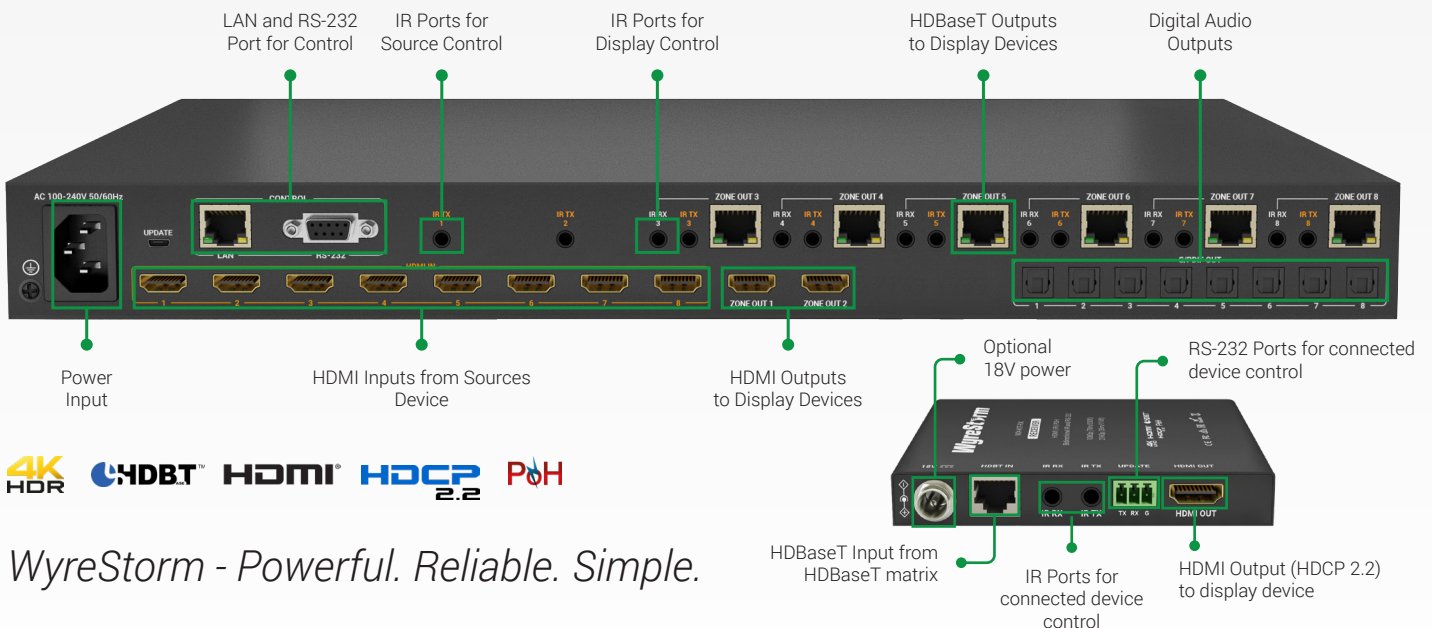 LAN and RS-232
Port for Control
IR Ports for
Source Control
IR Ports for
Display Control
HDBaseT Outputs
to Display Devices
Digital Audio
Outputs
AC 100-240V 50/60Hz
UPDATE
CONTROL
LAN
RS-232
IR TX
1
IR TX
2
ZONE OUT 3
IR RX IR TX
3 3
ZONE OUT 4
IR RX IR TX
4 4
ZONE OUT 5
IR RX IR TX
5 5
ZONE OUT 6
IR RX IR TX
6 6
ZONE OUT 7
IR RX IR TX
7 7
ZONE OUT 8
IR RX IR TX
8 8
HDMI IN
1 2 3 4 5 6 7 8
ZONE OUT 1 ZONE OUT 2
S/PDIF OUT
1 2 3 4 5 6 7 8
Power
Input
HDMI Inputs from Sources
Device
HDMI Outputs
to Display Devices
Optional
18V power
RS-232 Ports for connected
device control
WyreStorm
RECEIVER
18V HDBT IN IR RX IR TX UPDATE HDMI OUT
IR RX IR TX TX RX G HDMI OUT
HDBaseT Input from
HDBaseT matrix
IR Ports for
connected device
control
HDMI Output (HDCP 2.2)
to display device
4K
HDR
HDBT™
HDMI®
HDCP
2.2
PoH
WyreStorm - Powerful. Reliable. Simple.